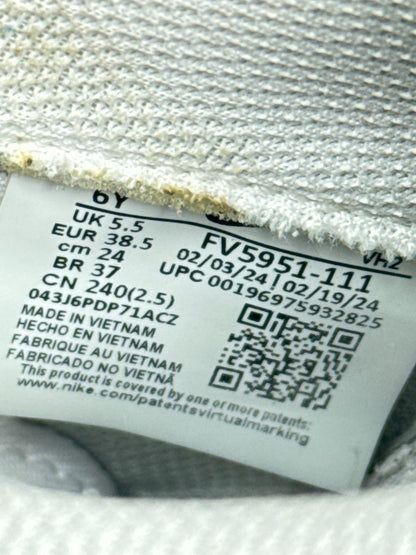 6Y
UK 5.5
EUR 38.5
cm 24
BR 37
CN 240(2.5)
043J6PDP71ACZ
FV5951-111
02/03/24 | 02/19/24
UPC 00196975932825
Vh2
MADE IN VIETNAM
HECHO EN VIETNAM
FABRIQUE AU VIETNAM
FABRICADO NO VIETNÃ
This product is covered by one or more patents:
www.nike.com/patentsvirtualmarking